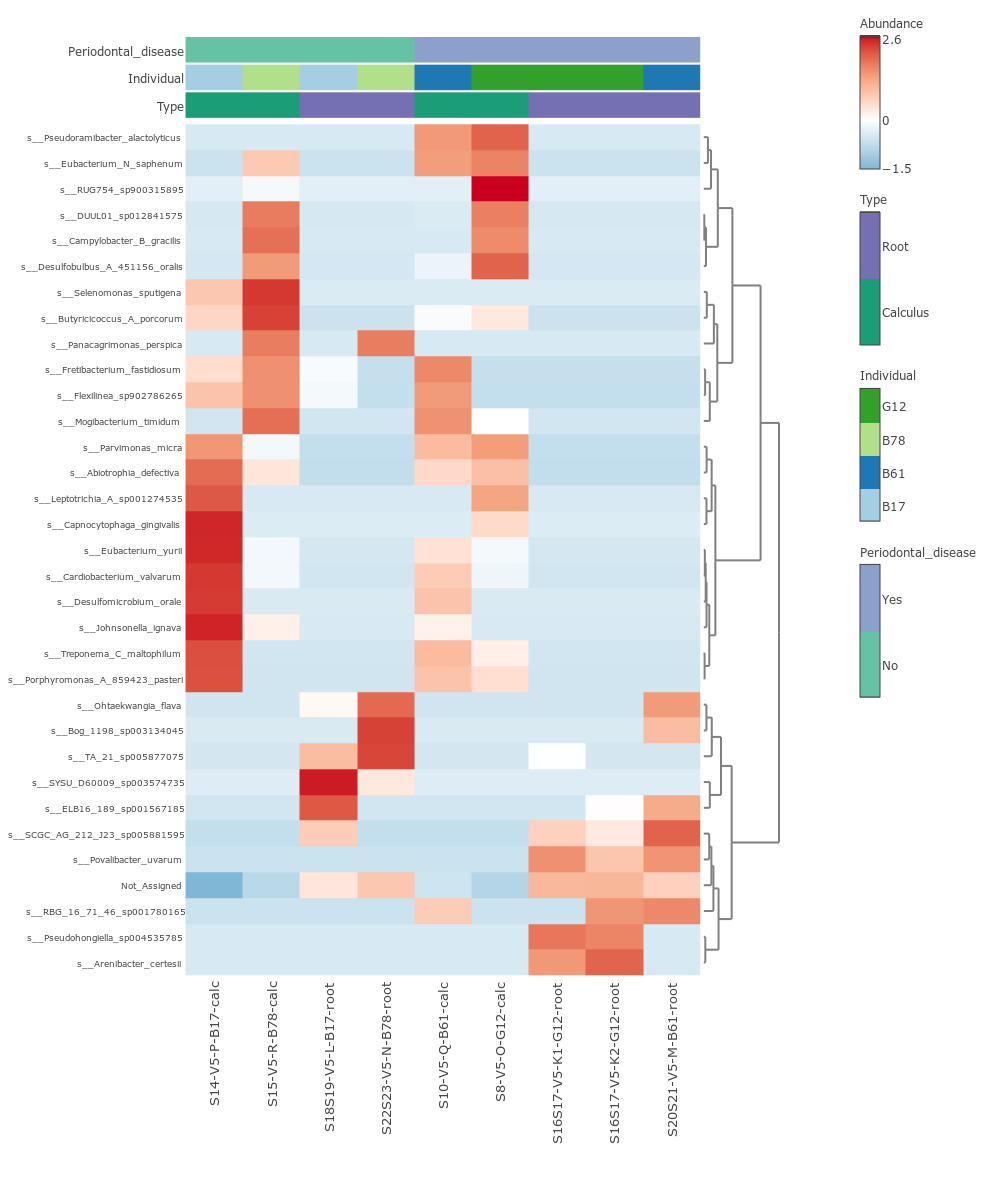 Periodontal_disease
Individual
Type
s__Pseudoramibacter_alactolyticus
s__Eubacterium_N_saphenum
s__RUG754_sp900315895
s__DUUL01_sp012841575
s__Campylobacter_B_gracilis
s__Desulfobulbus_A_451156_oralis
s__Selenomonas_sputigena
s__Butyricicoccus_A_porcorum
s__Panacagrimonas_perspica
s__Fretibacterium_fastidiosum
s__Flexilinea_sp902786265
s__Mogibacterium_timidum
s__Parvimonas_micra
s__Abiotrophia_defectiva
s__Leptotrichia_A_sp001274535
s__Capnocytophaga_gingivalis
s__Eubacterium_yurii
s__Cardiobacterium_valvarum
s__Desulfomicrobium_orale
s__Johnsonella_ignava
s__Treponema_C_maltophilum
s__Porphyromonas_A_859423_pasteri
s__Ohtaekwangia_flava
s__Bog_1198_sp003134045
s__TA_21_sp005877075
s__SYSU_D60009_sp003574735
s__ELB16_189_sp001567185
s__SCGC_AG_212_J23_sp005881595
s__Povalibacter_uvarum
Not_Assigned
s__RBG_16_71_46_sp001780165
s__Pseudohongiella_sp004535785
s__Arenibacter_certesii
S14-V5-P-B17-calc
S15-V5-R-B78-calc
S18S19-V5-L-B17-root
S22S23-V5-N-B78-root
S10-V5-Q-B61-calc
S8-V5-O-G12-calc
S16S17-V5-K1-G12-root
S16S17-V5-K2-G12-root
S20S21-V5-M-B61-root
Abundance
2.6
0
−1.5
Type
Root
Calculus
Individual
G12
B78
B61
B17
Periodontal_disease
Yes
No